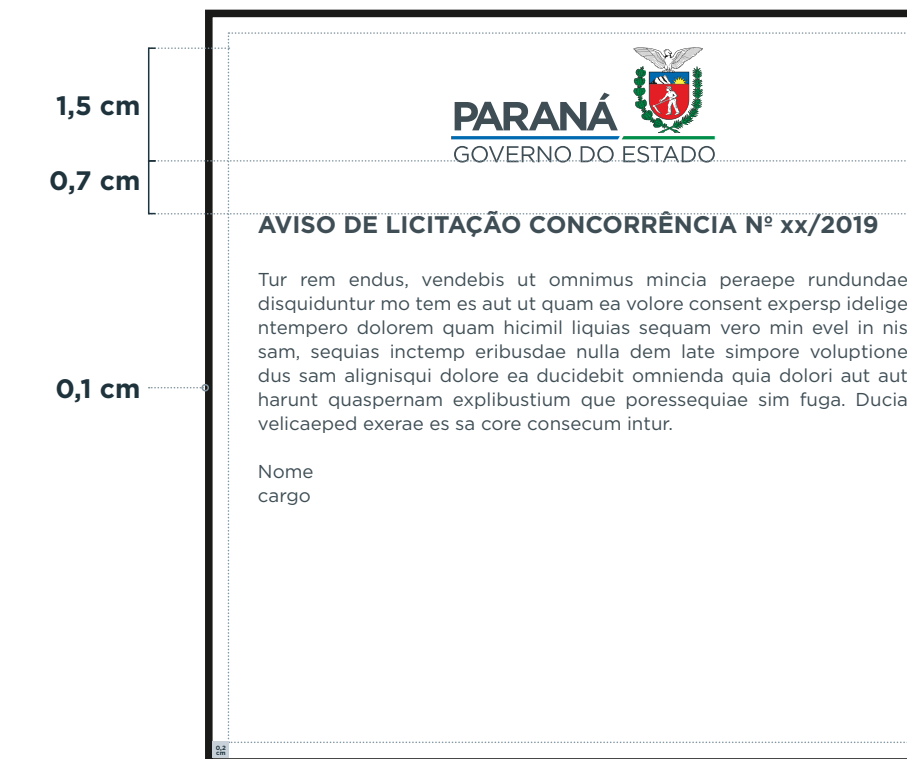 1,5 cm
PARANÁ
GOVERNO DO ESTADO
0,7 cm
AVISO DE LICITAÇÃO CONCORRÊNCIA Nº xx/2019
Tur rem endus, vendebis ut omnimus mincia peraepe rundundae
disquiduntur mo tem es aut ut quam ea volore consent expersp idelige
ntempero dolorem quam hicimil liquias sequam vero min evel in nis
sam, sequias inctemp eribusdae nulla dem late simpore voluptione
dus sam alignisqui dolore ea ducidebit omnienda quia dolori aut aut
0,1 cm
harunt quaspernam explibustium que poressequiae sim fuga. Ducia
velicaeped exerae es sa core consecum intur.
Nome
cargo
0,2
cm